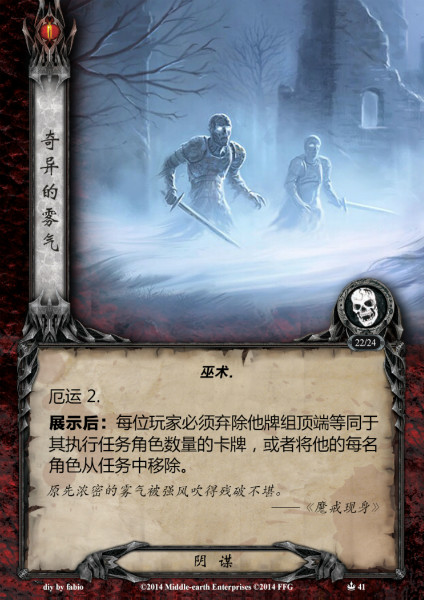 奇异的雾气
22/24
巫术.
厄运 2.
展示后：每位玩家必须弃除他牌组顶端等同于
其执行任务角色数量的卡牌，或者将他的每名
角色从任务中移除。
原先浓密的雾气被强风吹得残破不堪。
——《魔戒现身》
阴谋
diy by fabio ©2014 Middle-earth Enterprises ©2014 FFG 41